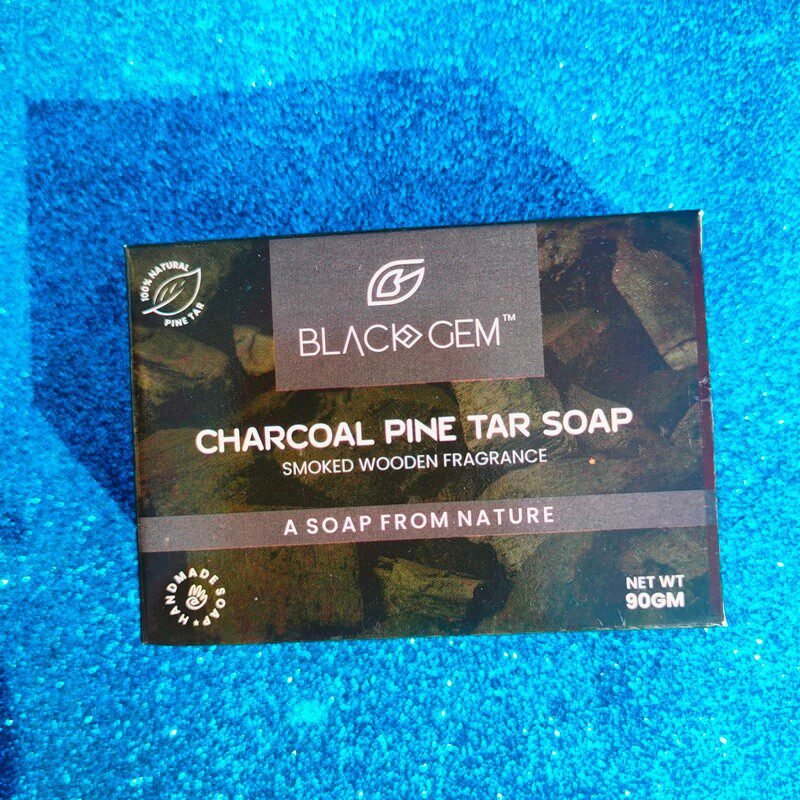 100% NATURAL
PINE TAR
BLACK GEM™
CHARCOAL PINE TAR SOAP
SMOKED WOODEN FRAGRANCE
A SOAP FROM NATURE
HANDMADE SOAP
NET WT
90GM